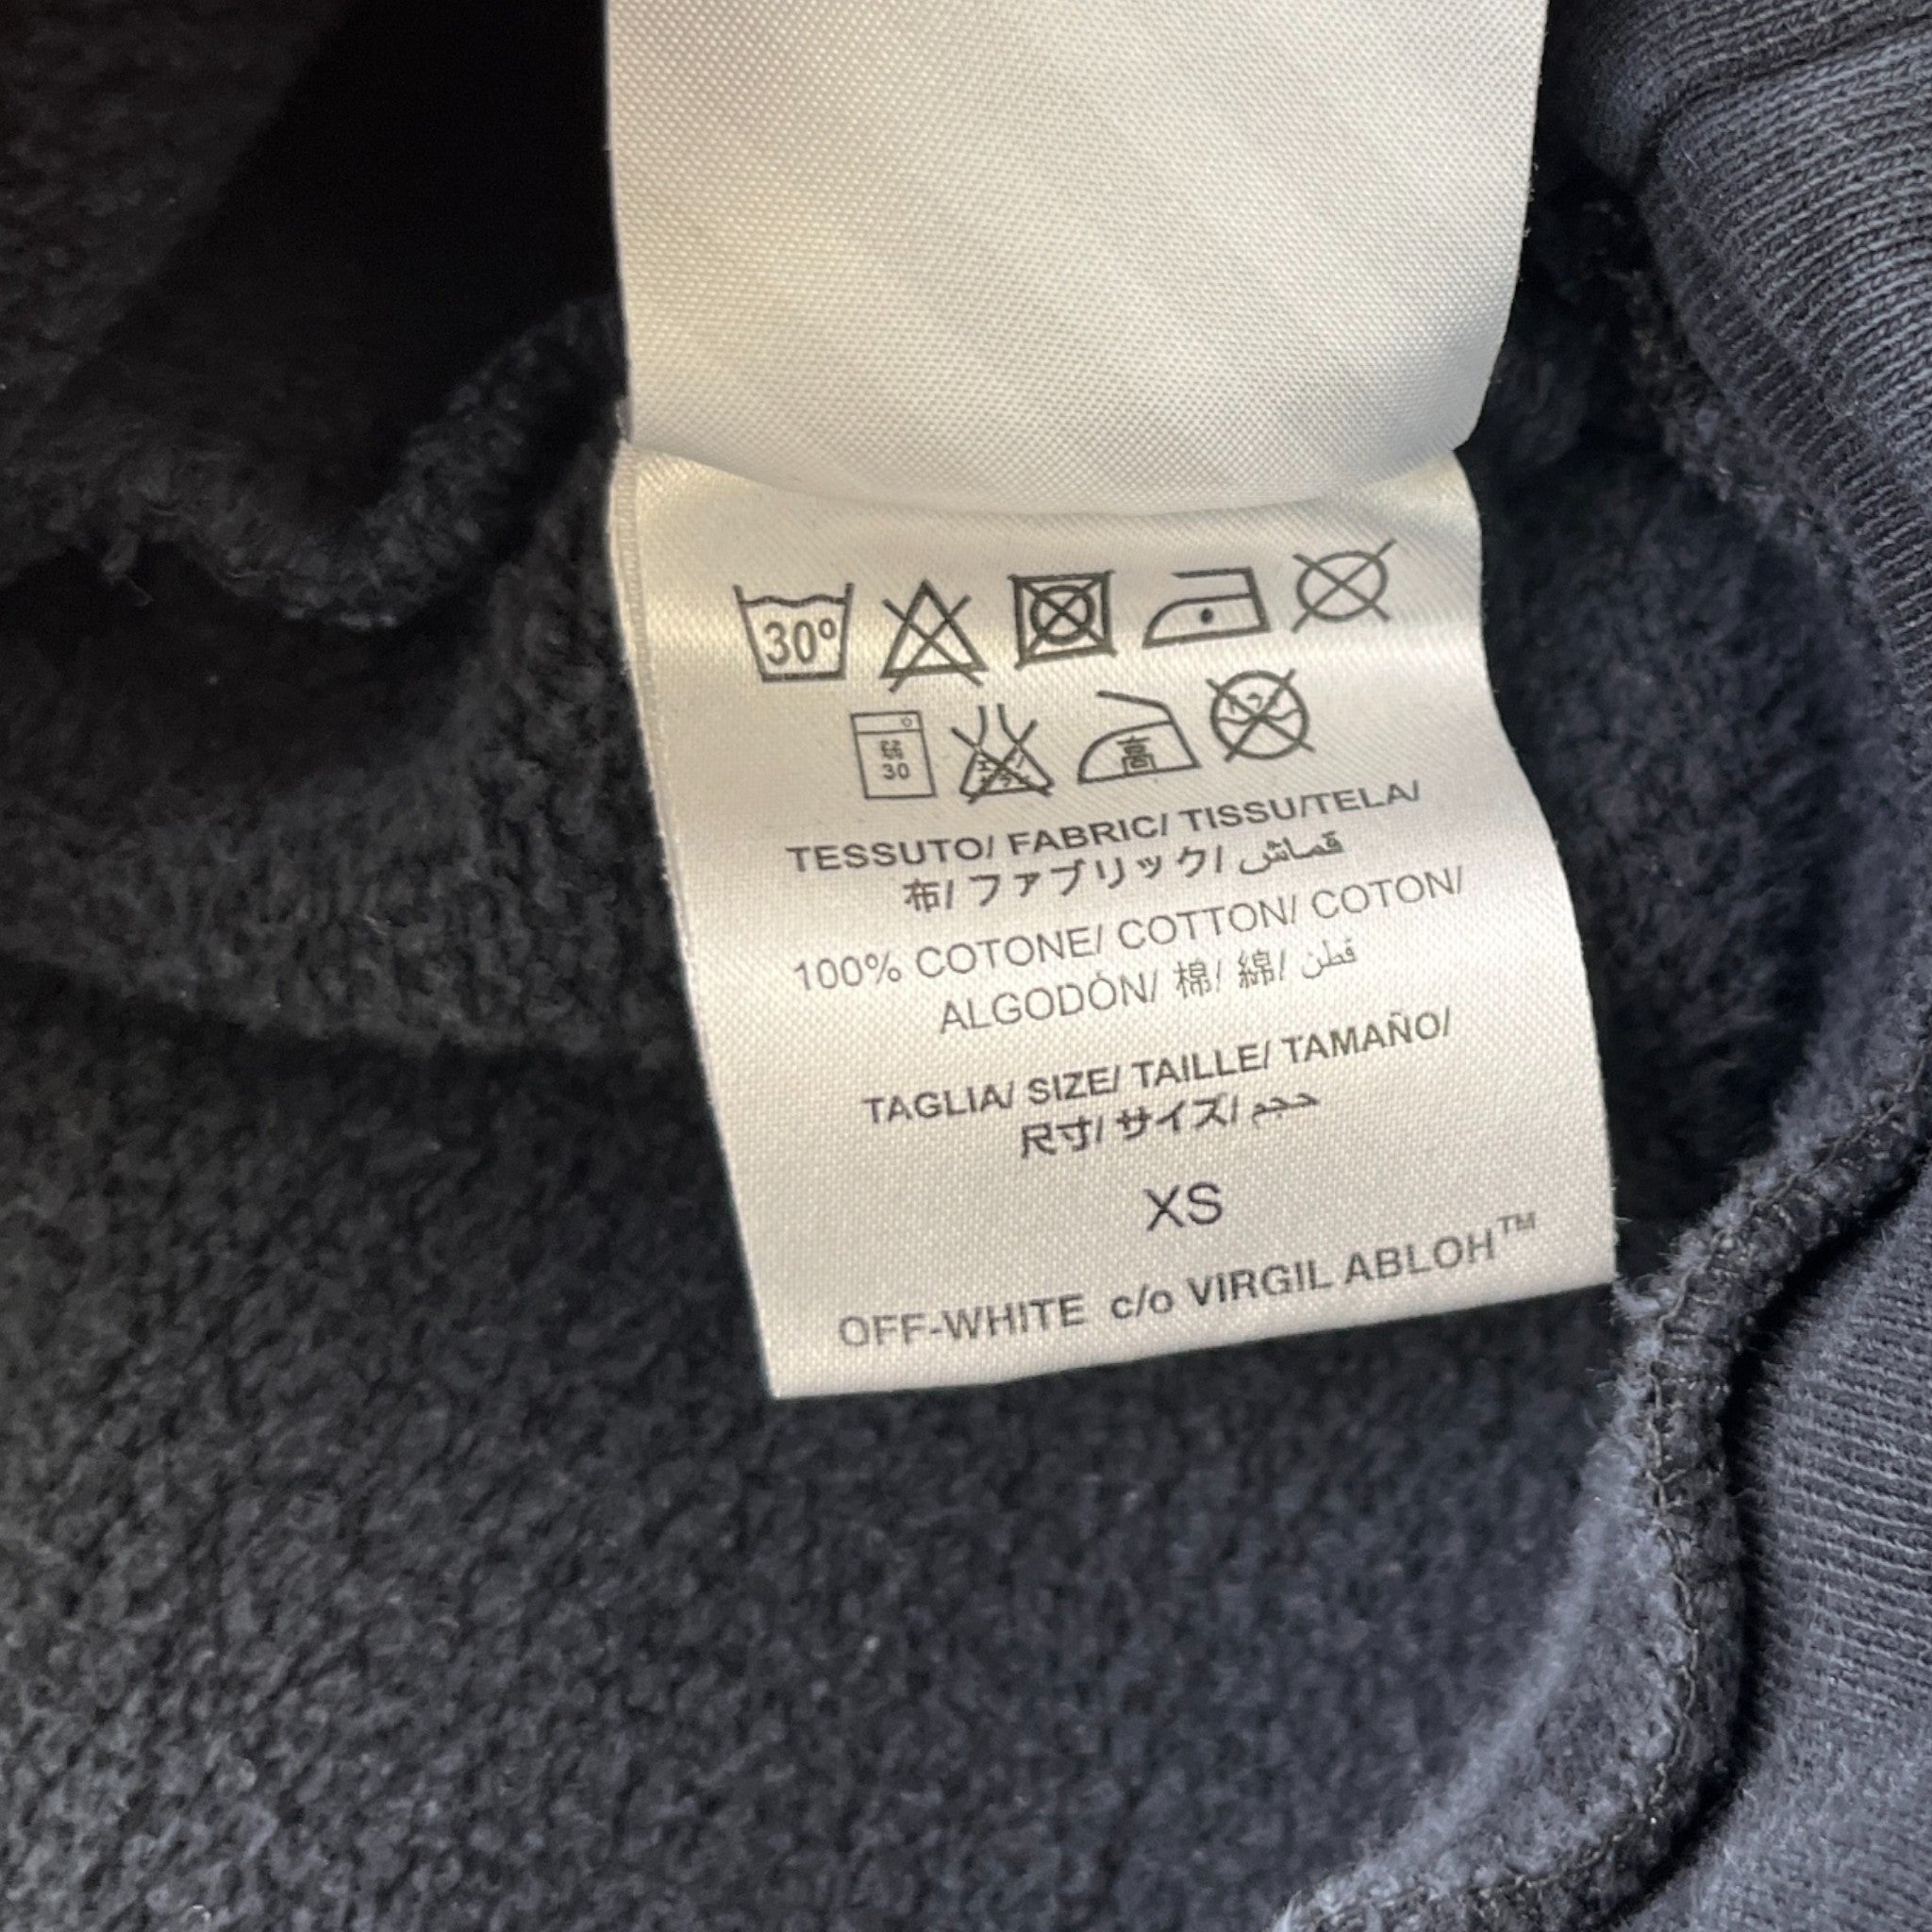 30º
弱
30
高
TESSUTO/ FABRIC/ TISSU/TELA/
布/ ファブリック/ قماش
100% COTONE/ COTTON/ COTON/
ALGODÓN/ 棉/ 綿/ قطن
TAGLIA/ SIZE/ TAILLE/ TAMAÑO/
尺寸/ サイズ/ حجم
XS
OFF-WHITE c/o VIRGIL ABLOH™